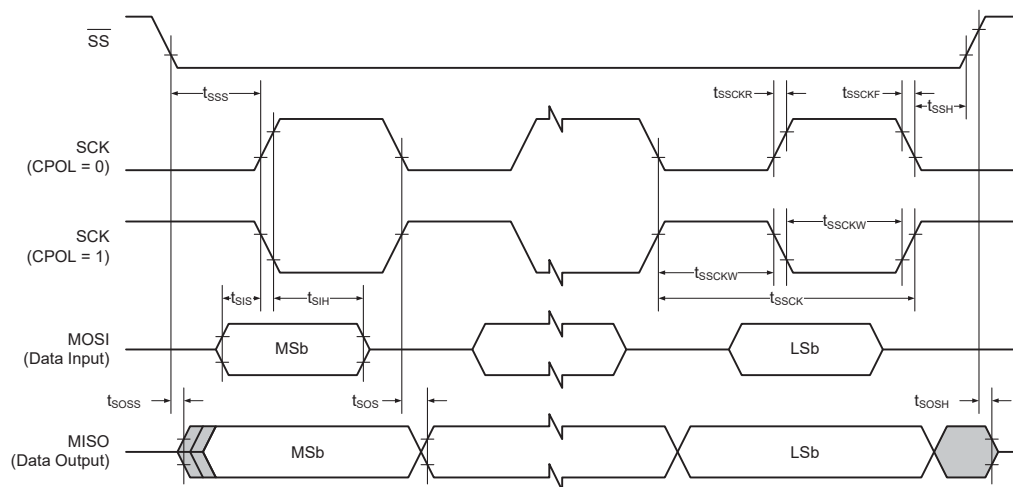 SS
tSSS
tSSCKR
tSSCKF
tSSH
SCK
(CPOL = 0)
SCK
(CPOL = 1)
tSSCKW
tSSCKW
tSSCK
tSIS
tSIH
MOSI
(Data Input)
MSb
LSb
tSOSS
tSOS
tSOSH
MISO
(Data Output)
MSb
LSb